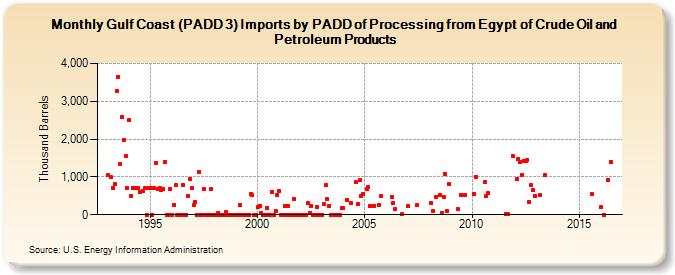 Monthly Gulf Coast (PADD 3) Imports by PADD of Processing from Egypt of Crude Oil and
Petroleum Products
Thousand Barrels
4,000
3,000
2,000
1,000
0
1995
2000
2005
2010
2015
Source: U.S. Energy Information Administration